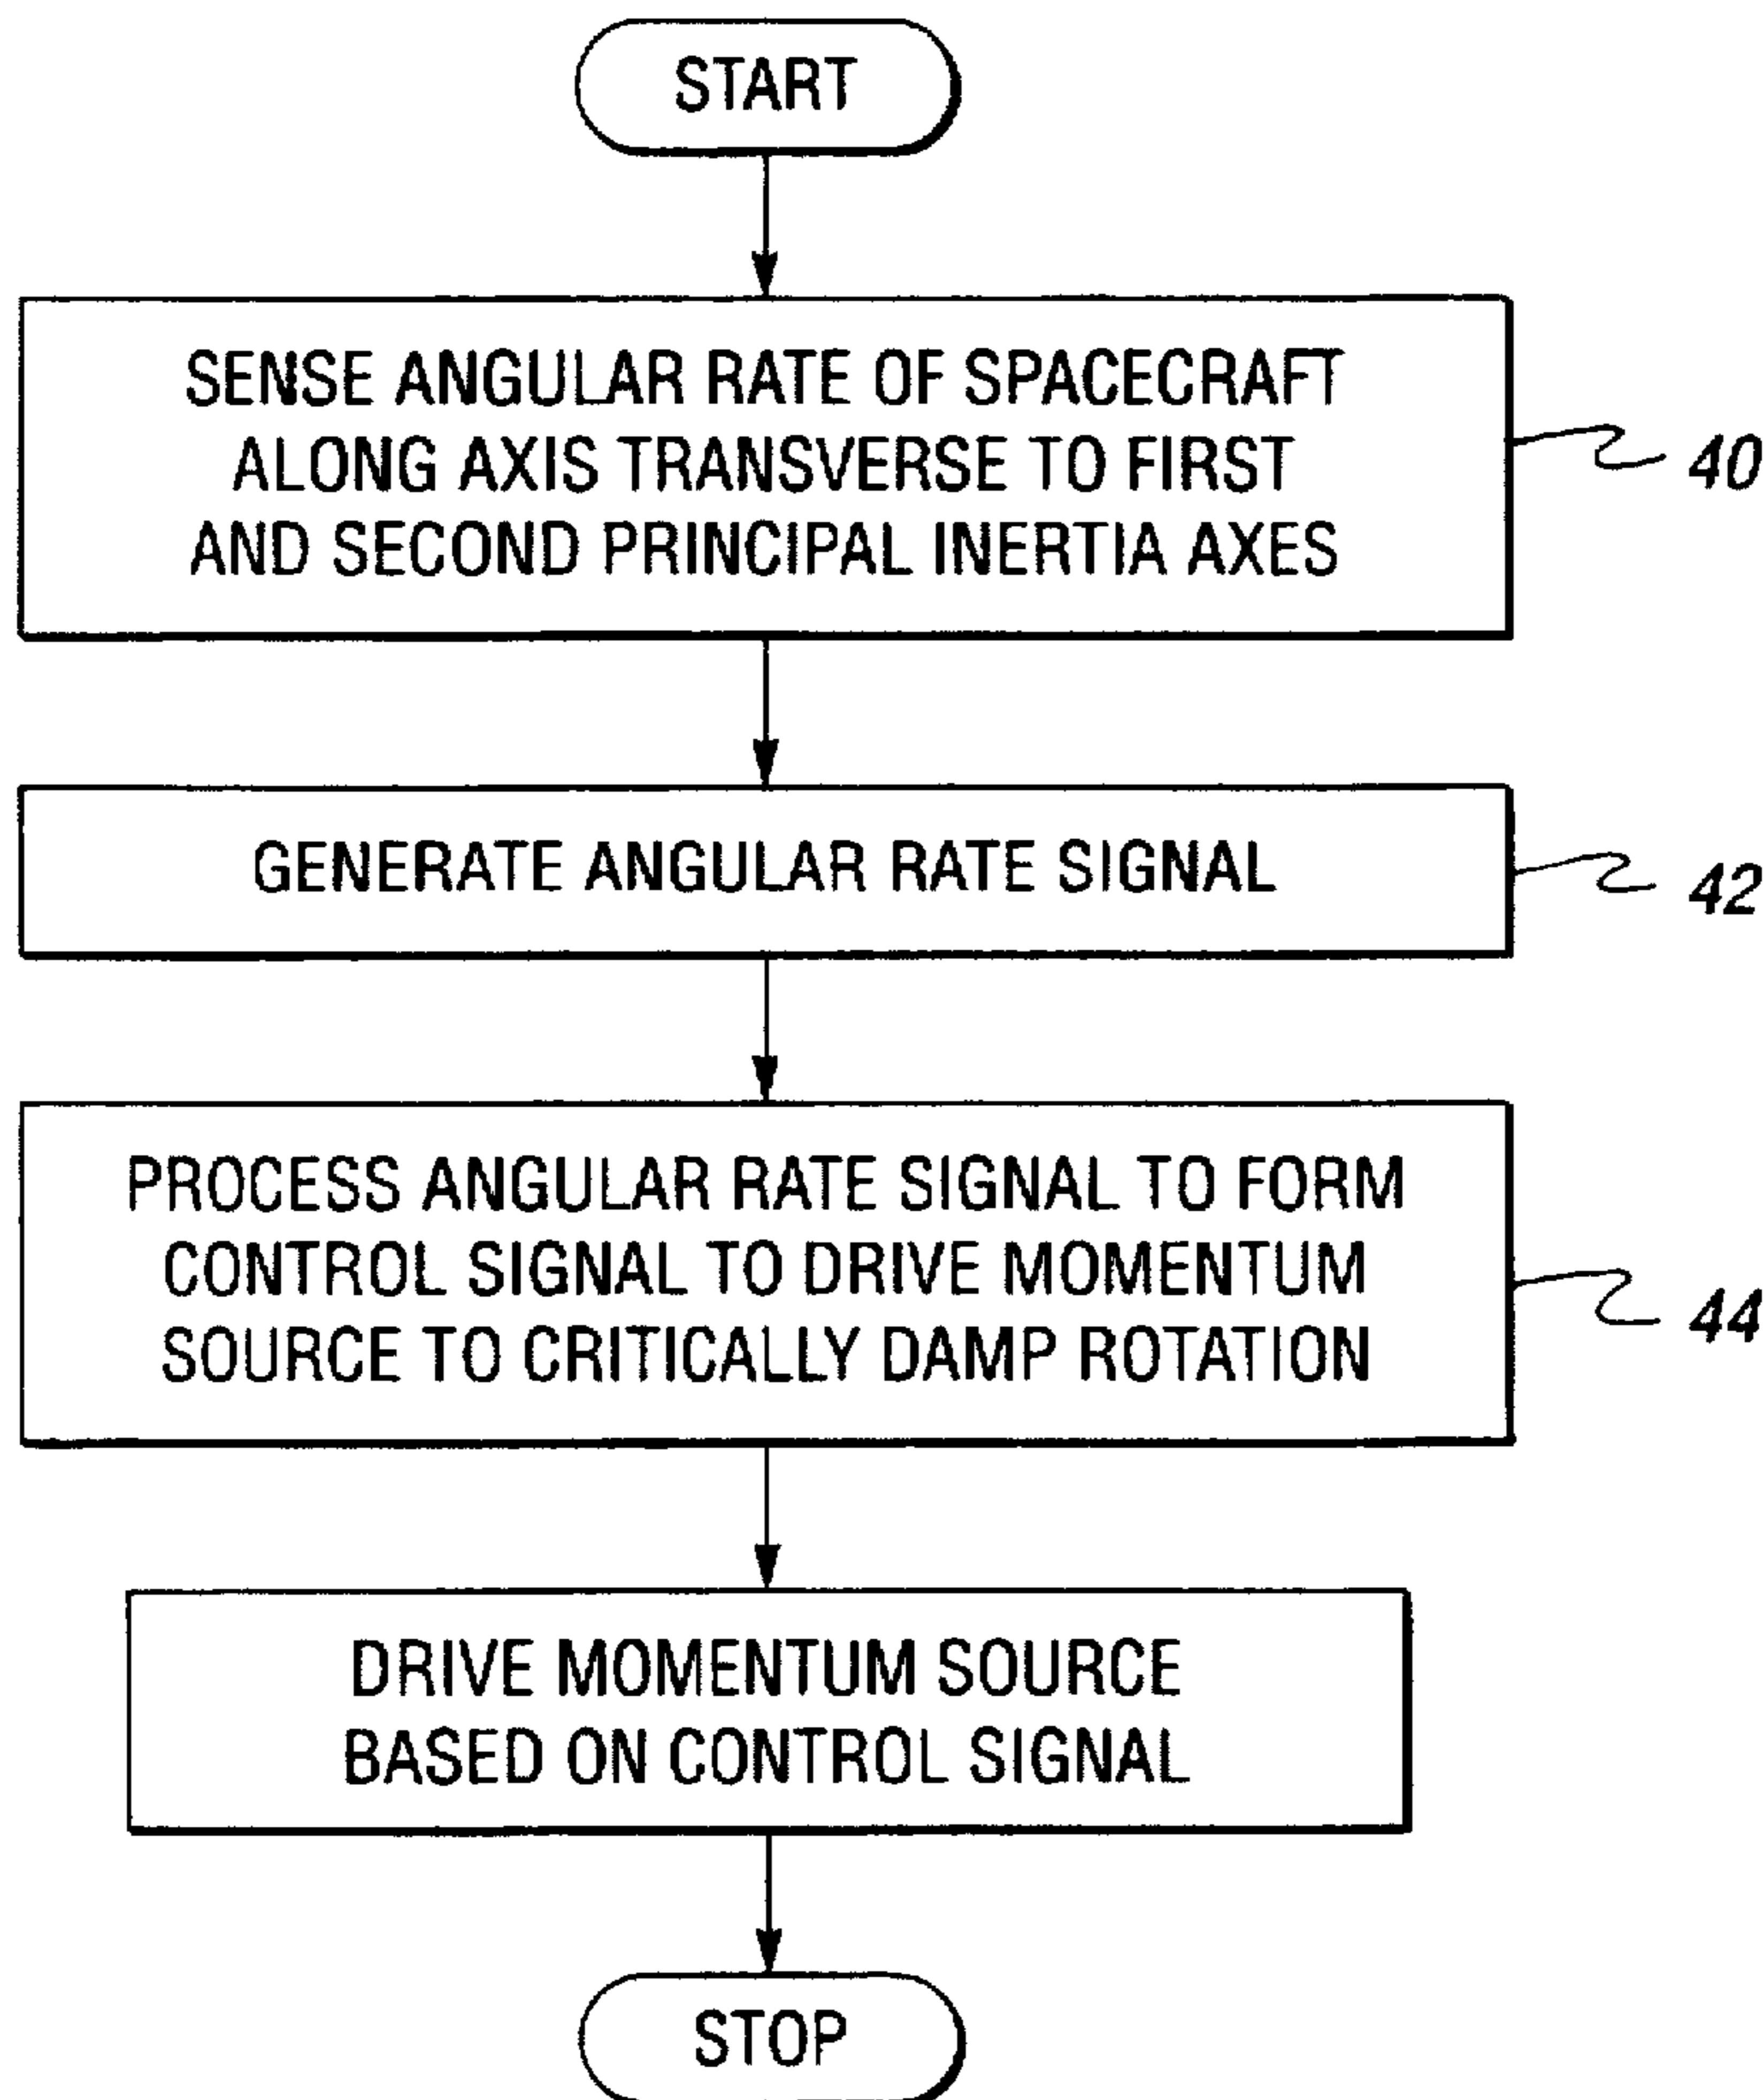 START
SENSE ANGULAR RATE OF SPACECRAFT
ALONG AXIS TRANSVERSE TO FIRST
AND SECOND PRINCIPAL INERTIA AXES
40
GENERATE ANGULAR RATE SIGNAL
42
PROCESS ANGULAR RATE SIGNAL TO FORM
CONTROL SIGNAL TO DRIVE MOMENTUM
SOURCE TO CRITICALLY DAMP ROTATION
44
DRIVE MOMENTUM SOURCE
BASED ON CONTROL SIGNAL
STOP